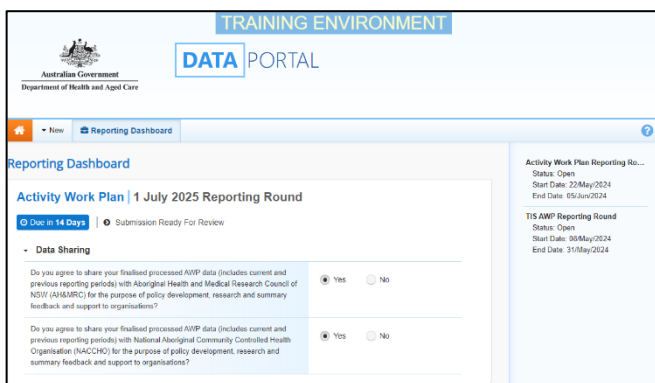 TRAINING ENVIRONMENT
Australian Government
Department of Health and Aged Care
DATA PORTAL
New
Reporting Dashboard
Reporting Dashboard
Activity Work Plan | 1 July 2025 Reporting Round
Due in 14 Days
Submission Ready For Review
Data Sharing
Do you agree to share your finalised processed AWP data (includes current and
previous reporting periods) with Aboriginal Health and Medical Research Council of
NSW (AH&MRC) for the purpose of policy development, research and summary
feedback and support to organisations?
Yes No
Do you agree to share your finalised processed AWP data (includes current and
previous reporting periods) with National Aboriginal Community Controlled Health
Organisation (NACCHO) for the purpose of policy development, research and
summary feedback and support to organisations?
Yes No
Activity Work Plan Reporting Ro...
Status: Open
Start Date: 22/May/2024
End Date: 05/Jun/2024
TIS AWP Reporting Round
Status: Open
Start Date: 08/May/2024
End Date: 31/May/2024